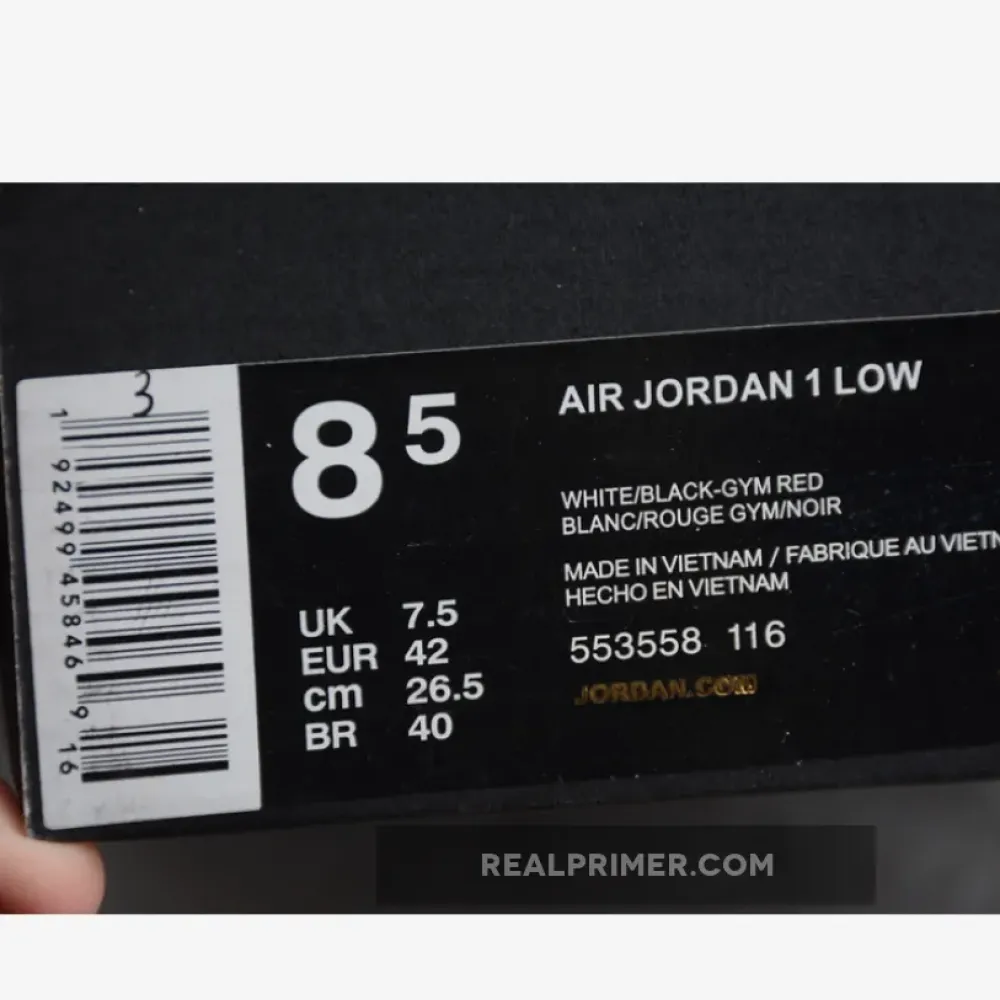 3
1 92499 45846 9 16
8 5
UK 7.5
EUR 42
cm 26.5
BR 40
AIR JORDAN 1 LOW
WHITE/BLACK-GYM RED
BLANC/ROUGE GYM/NOIR
MADE IN VIETNAM / FABRIQUE AU VIETN
HECHO EN VIETNAM
553558 116
JORDAN.COM
REALPRIMER.COM